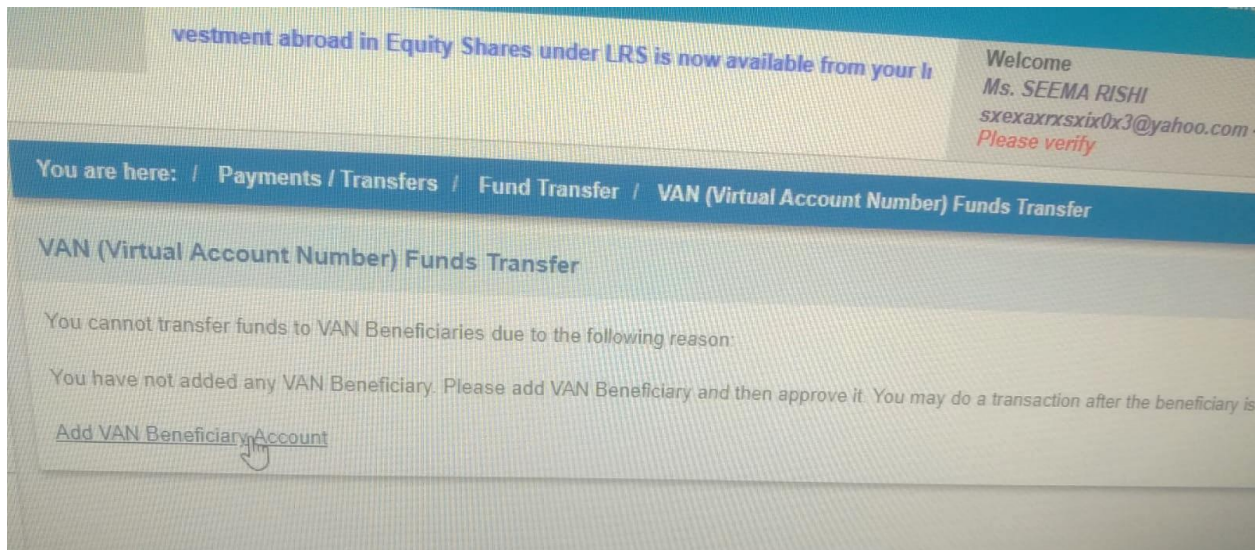 vestment abroad in Equity Shares under LRS is now available from your
Welcome
Ms. SEEMA RISHI
sxexaxrxsxix0x3@yahoo.com
Please verify
You are here: / Payments / Transfers / Fund Transfer / VAN (Virtual Account Number) Funds Transfer
VAN (Virtual Account Number) Funds Transfer
You cannot transfer funds to VAN Beneficiaries due to the following reason:
You have not added any VAN Beneficiary. Please add VAN Beneficiary and then approve it. You may do a transaction after the beneficiary is
Add VAN Beneficiary Account